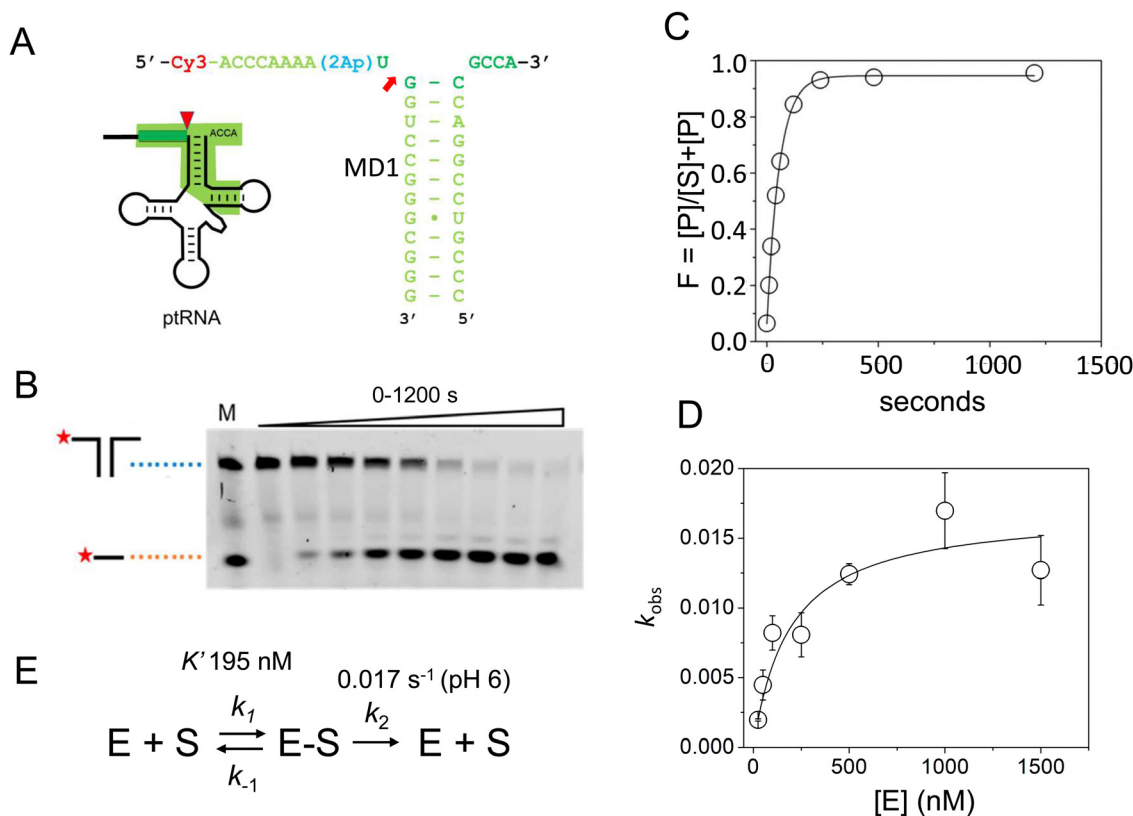 A
5’-Cy3-ACCCAAAA(2Ap)U
GCCA-3’
G – C
G – C
U – A
C – G
C – G
G – C
G – C
G • U
C – G
G – C
G – C
G – C
3’ 5’
MD1
ACCA
ptRNA
B
M
0-1200 s
C
F = [P]/[S]+[P]
1.0
0.8
0.6
0.4
0.2
0.0
0
500
1000
1500
seconds
D
kobs
0.020
0.015
0.010
0.005
0.000
0
500
1000
1500
[E] (nM)
E
K’ 195 nM
0.017 s-1 (pH 6)
k1
k2
E + S
E-S
E + S
k-1